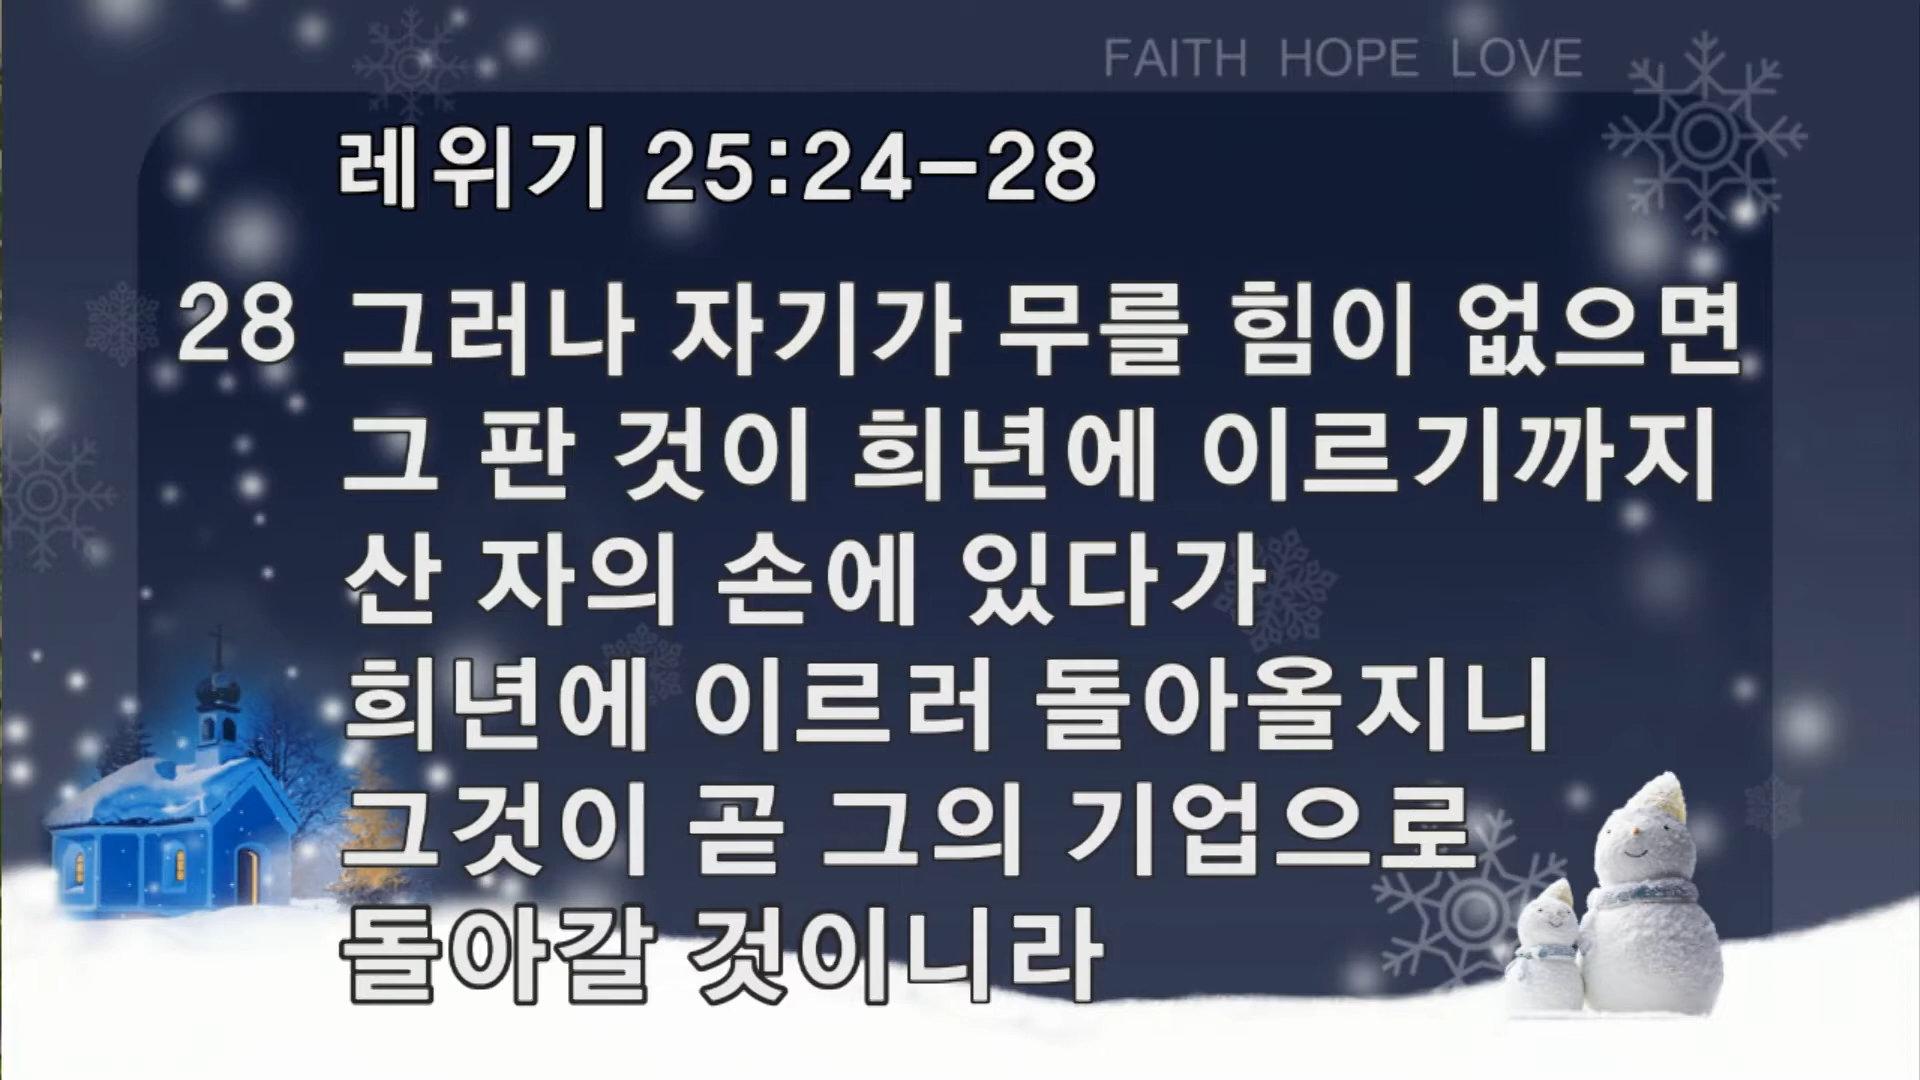 FAITH HOPE LOVE
레위기 25:24-28
28 그러나 자기가 무를 힘이 없으면
그 판 것이 희년에 이르기까지
산 자의 손에 있다가
희년에 이르러 돌아올지니
그것이 곧 그의 기업으로
돌아갈 것이니라